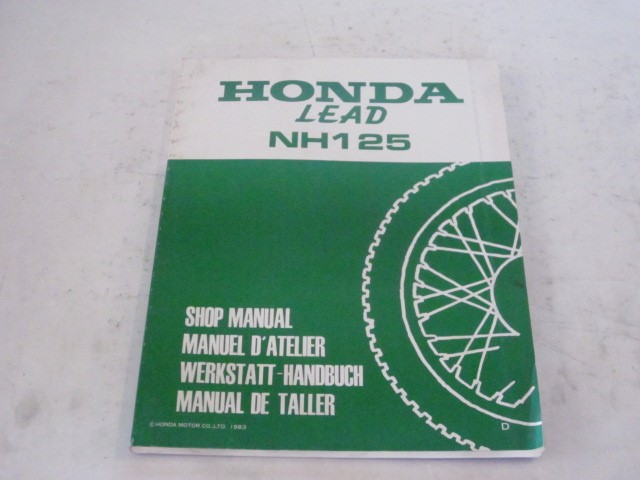 HONDA
LEAD
NH125
SHOP MANUAL
MANUEL D'ATELIER
WERKSTATT-HANDBUCH
MANUAL DE TALLER
©HONDA MOTOR CO.,LTD. 1983
D